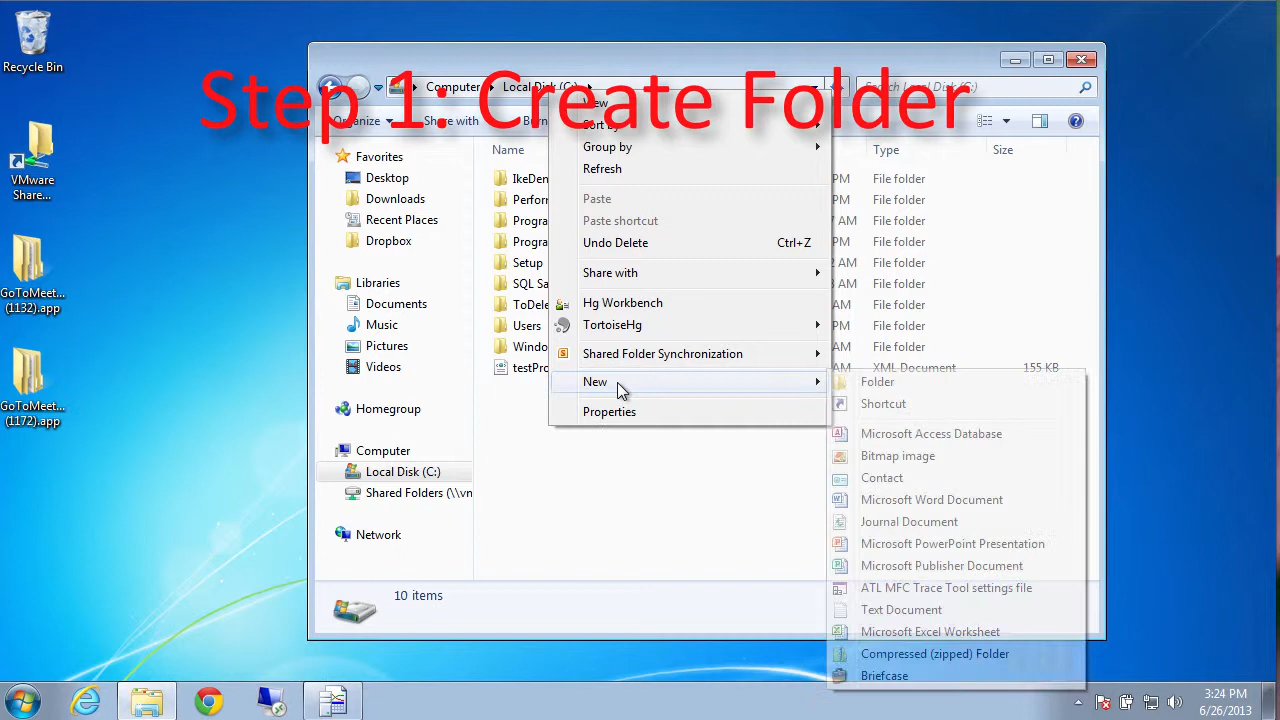 Step 1: Create Folder
Recycle Bin
VMware
Share...
GoToMeet...
(1132).app
GoToMeet...
(1172).app
Computer
Local Disk (C:)
Search Local Disk (C:)
Organize
Share with
Burn
Name
Type
Size
Favorites
Desktop
Downloads
Recent Places
Dropbox
Libraries
Documents
Music
Pictures
Videos
Homegroup
Computer
Local Disk (C:)
Shared Folders (\\vn
Network
IkeDen
Perfor
Progra
Progra
Setup
SQL Sa
ToDele
Users
Windo
testPro
View
Sort by
Group by
Refresh
Paste
Paste shortcut
Undo Delete Ctrl+Z
Share with
Hg Workbench
TortoiseHg
Shared Folder Synchronization
New
Properties
PM File folder
PM File folder
AM File folder
PM File folder
AM File folder
AM File folder
PM File folder
PM File folder
AM File folder
AM XML Document 155 KB
Folder
Shortcut
Microsoft Access Database
Bitmap image
Contact
Microsoft Word Document
Journal Document
Microsoft PowerPoint Presentation
Microsoft Publisher Document
ATL MFC Trace Tool settings file
Text Document
Microsoft Excel Worksheet
Compressed (zipped) Folder
Briefcase
10 items
3:24 PM
6/26/2013